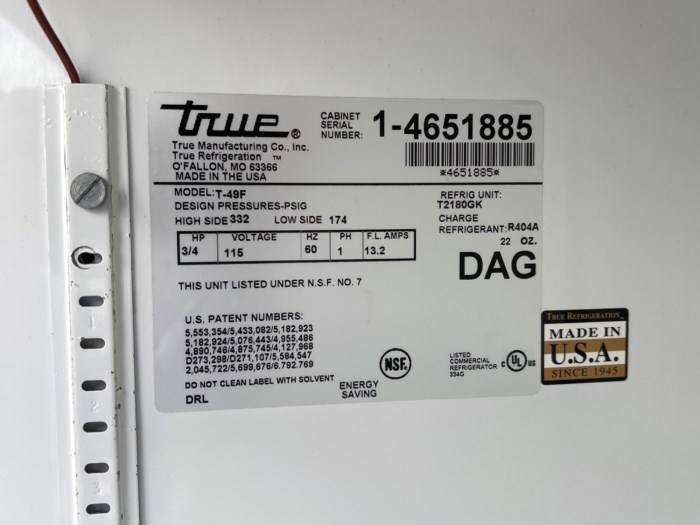 true®
CABINET SERIAL NUMBER: 1-4651885
*4651885*
True Manufacturing Co., Inc.
True Refrigeration ™
O'FALLON, MO 63366
MADE IN THE USA
MODEL: T-49F
DESIGN PRESSURES-PSIG
HIGH SIDE 332 LOW SIDE 174
REFRIG UNIT:
T2180GK
CHARGE
REFRIGERANT: R404A
22 OZ.
HP VOLTAGE HZ PH F.L. AMPS
3/4 115 60 1 13.2
DAG
THIS UNIT LISTED UNDER N.S.F. NO. 7
U.S. PATENT NUMBERS:
5,553,354/5,433,082/5,182,923
5,182,924/5,076,443/4,955,486
4,890,746/4,875,745/4,127,968
D273,298/D271,107/5,584,547
2,045,722/5,699,676/6.792.769
DO NOT CLEAN LABEL WITH SOLVENT
DRL
ENERGY
SAVING
NSF®
LISTED
COMMERCIAL
REFRIGERATOR
334G
C UL US
TRUE REFRIGERATION
MADE IN
U.S.A.
SINCE 1945
1
2
3